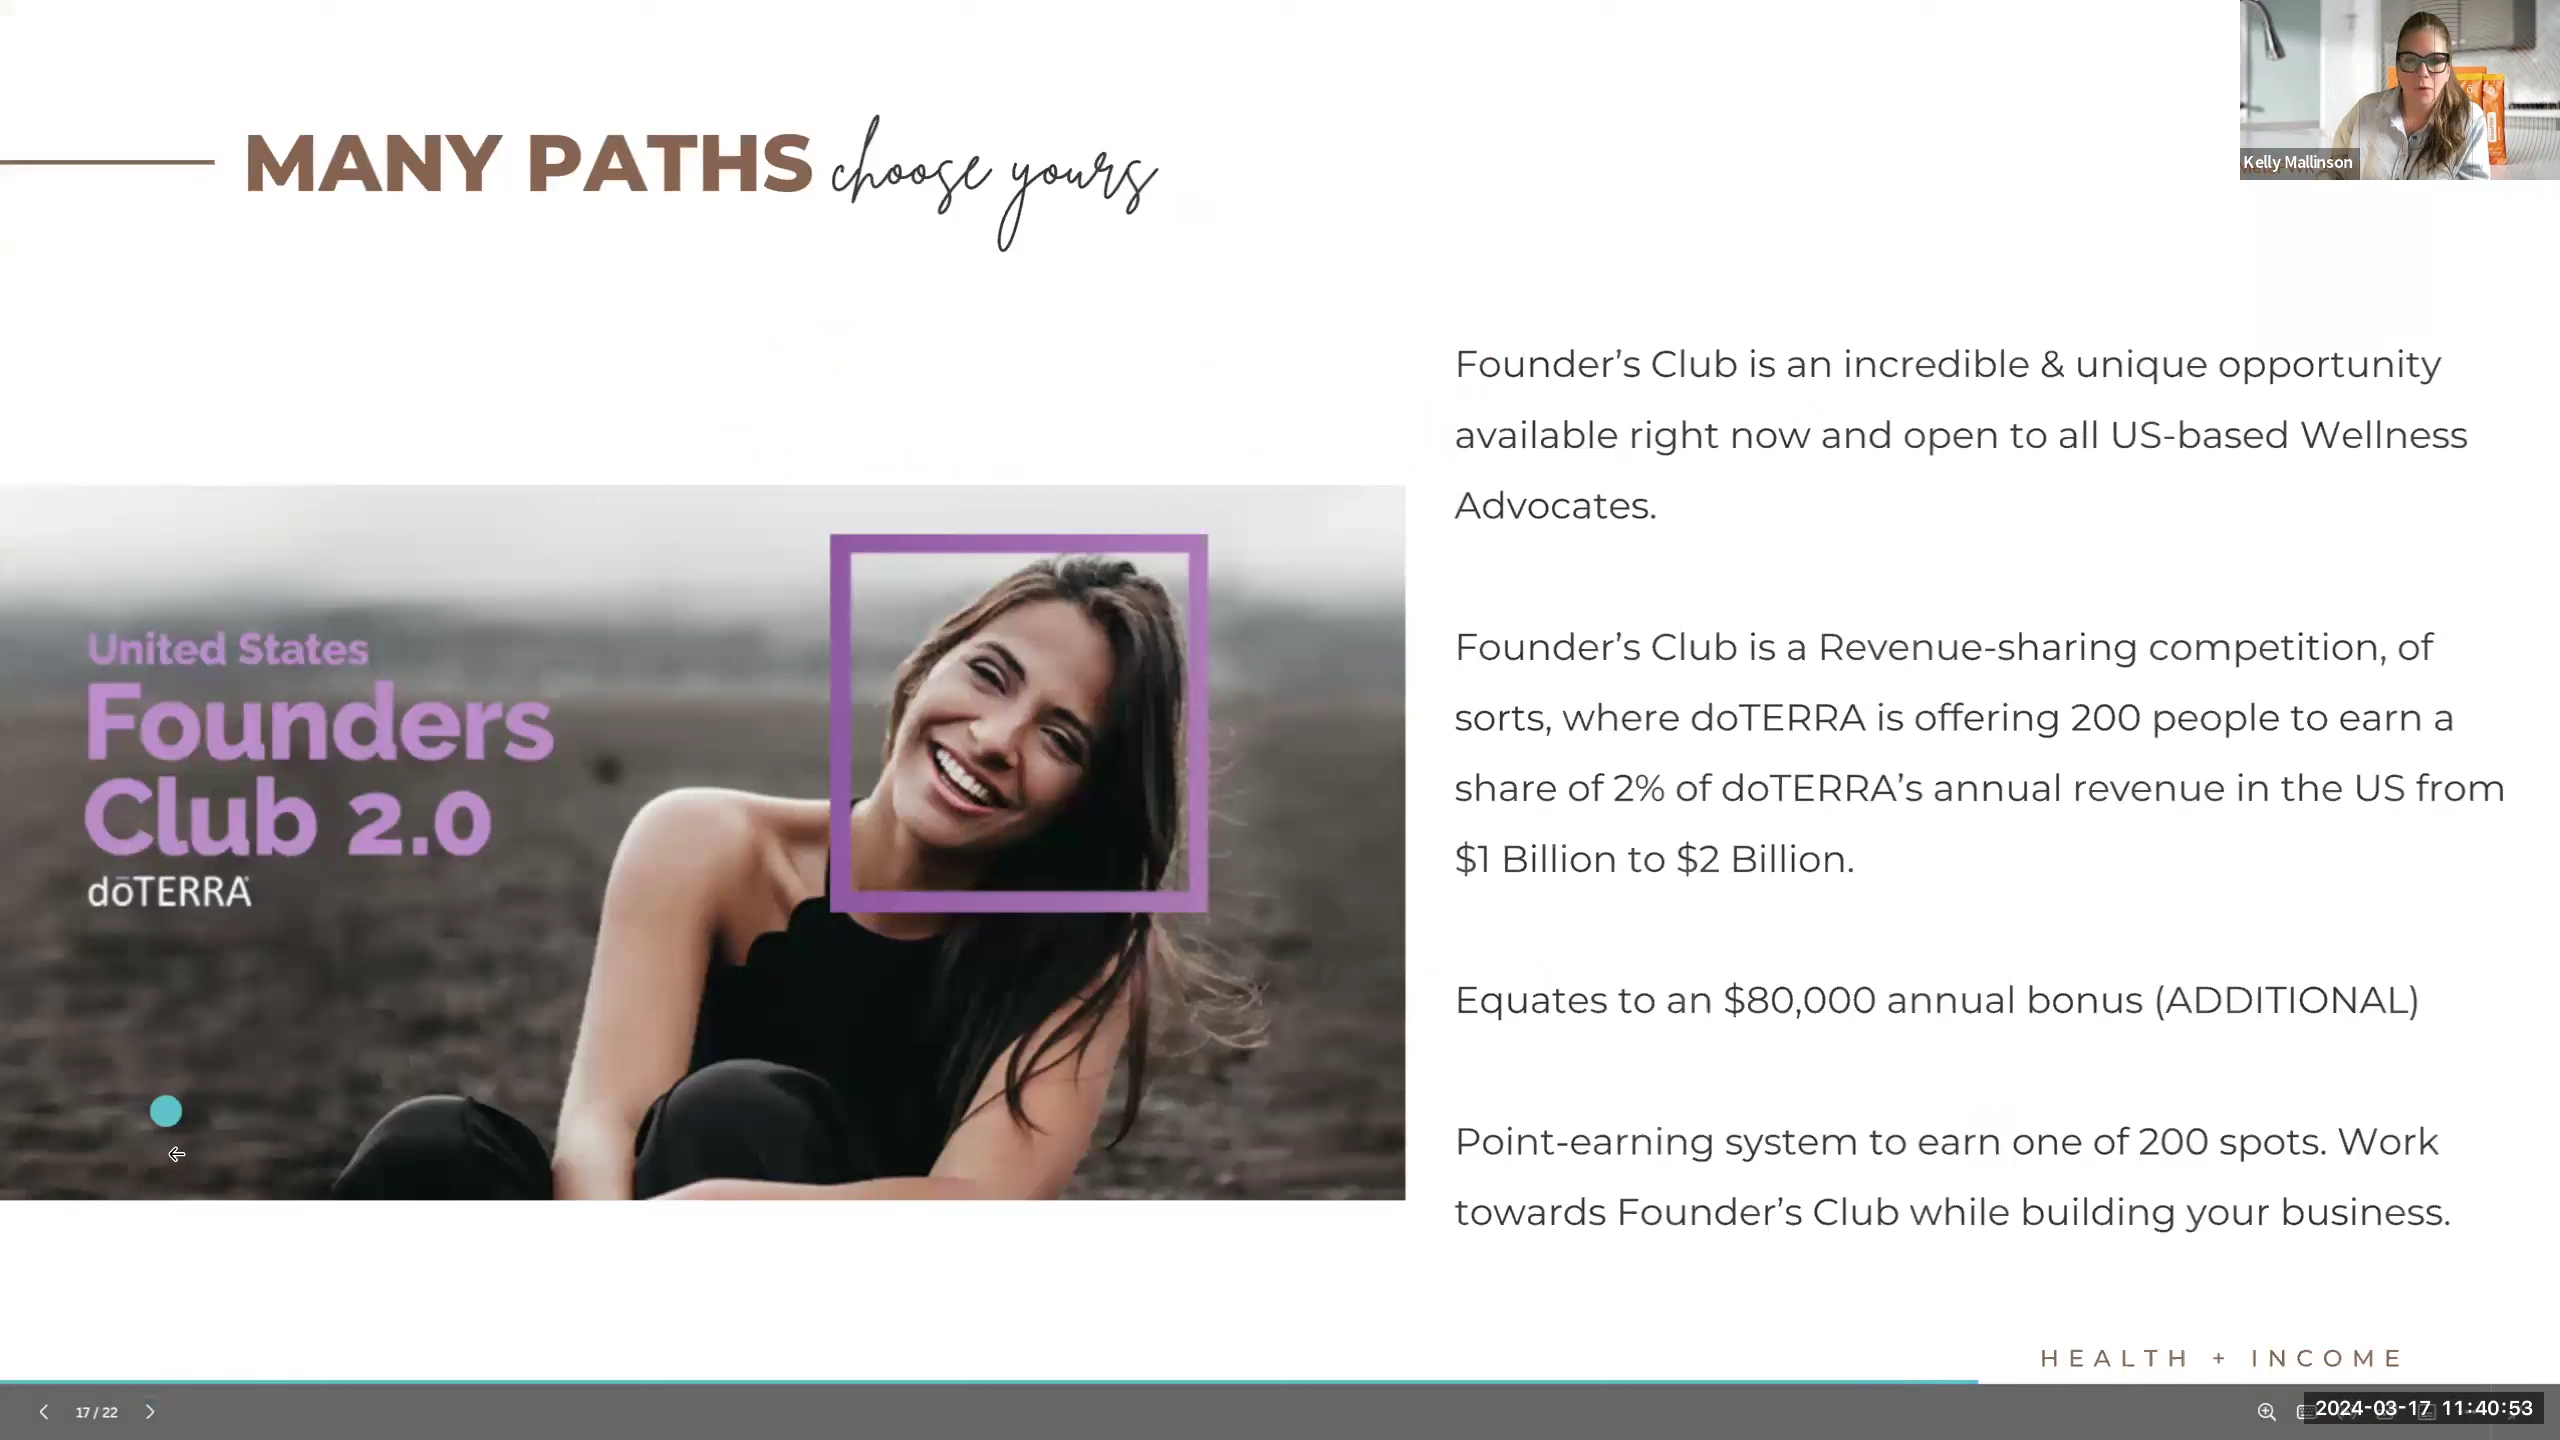 MANY PATHS choose yours
Kelly Mallinson
Founder’s Club is an incredible & unique opportunity
available right now and open to all US-based Wellness
Advocates.
United States
Founders
Club 2.0
dōTERRA
Founder’s Club is a Revenue-sharing competition, of
sorts, where doTERRA is offering 200 people to earn a
share of 2% of doTERRA’s annual revenue in the US from
$1 Billion to $2 Billion.
Equates to an $80,000 annual bonus (ADDITIONAL)
Point-earning system to earn one of 200 spots. Work
towards Founder’s Club while building your business.
HEALTH + INCOME
17 / 22
2024-03-17 11:40:53